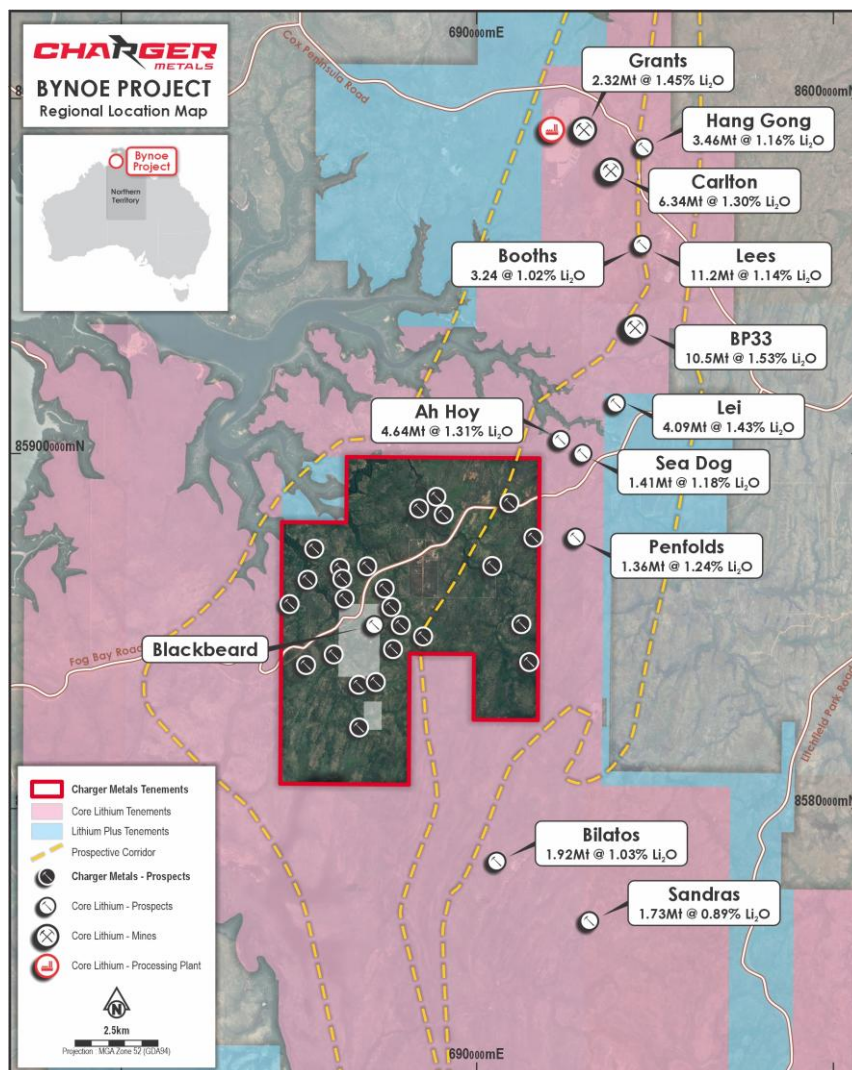 CHARGER
METALS
BYNOE PROJECT
Regional Location Map
Bynoe
Project
Northern
Territory
690000mE
8600000mN
Cox Peninsula Road
Grants
2.32Mt @ 1.45% Li₂O
Hang Gong
3.46Mt @ 1.16% Li₂O
Carlton
6.34Mt @ 1.30% Li₂O
Booths
3.24 @ 1.02% Li₂O
Lees
11.2Mt @ 1.14% Li₂O
BP33
10.5Mt @ 1.53% Li₂O
Ah Hoy
4.64Mt @ 1.31% Li₂O
Lei
4.09Mt @ 1.43% Li₂O
8590000mN
Sea Dog
1.41Mt @ 1.18% Li₂O
Penfolds
1.36Mt @ 1.24% Li₂O
Blackbeard
Fog Bay Road
Litchfield Park Road
8580000mN
Bilatos
1.92Mt @ 1.03% Li₂O
Sandras
1.73Mt @ 0.89% Li₂O
Charger Metals Tenements
Core Lithium Tenements
Lithium Plus Tenements
Prospective Corridor
Charger Metals - Prospects
Core Lithium - Prospects
Core Lithium - Mines
Core Lithium - Processing Plant
N
2.5km
Projection : MGA Zone 52 (GDA94)
690000mE